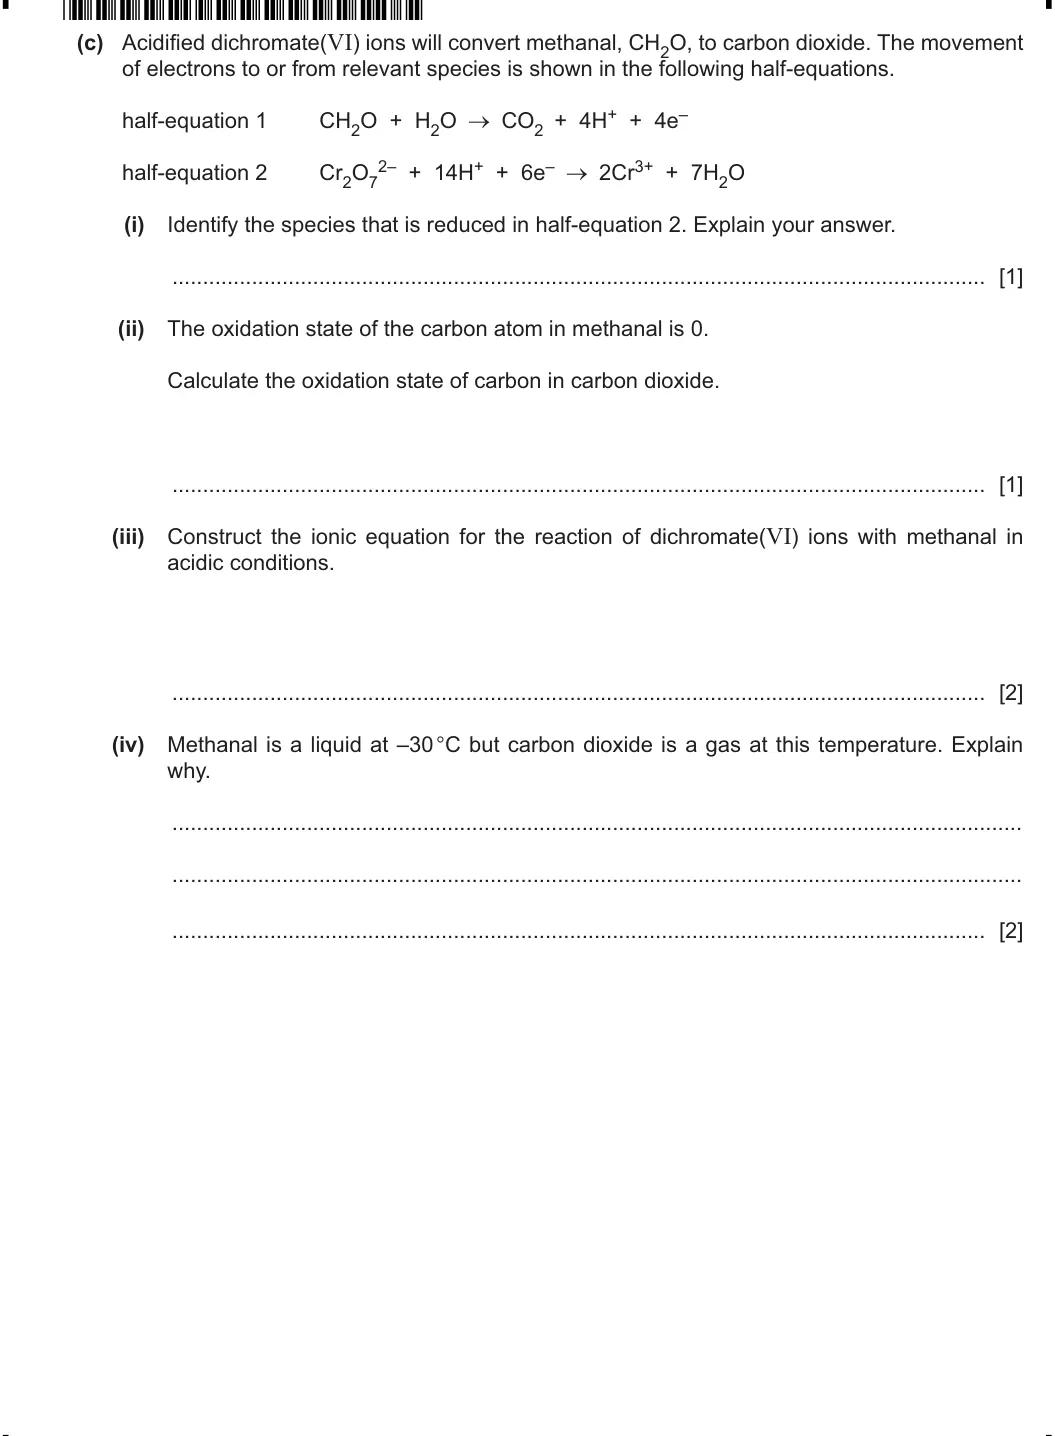 (c) Acidified dichromate(VI) ions will convert methanal, CH₂O, to carbon dioxide. The movement
of electrons to or from relevant species is shown in the following half-equations.
half-equation 1 CH₂O + H₂O → CO₂ + 4H⁺ + 4e⁻
half-equation 2 Cr₂O₇²⁻ + 14H⁺ + 6e⁻ → 2Cr³⁺ + 7H₂O
(i) Identify the species that is reduced in half-equation 2. Explain your answer.
.......................................................................................................................................... [1]
(ii) The oxidation state of the carbon atom in methanal is 0.
Calculate the oxidation state of carbon in carbon dioxide.
.......................................................................................................................................... [1]
(iii) Construct the ionic equation for the reaction of dichromate(VI) ions with methanal in
acidic conditions.
.......................................................................................................................................... [2]
(iv) Methanal is a liquid at –30 °C but carbon dioxide is a gas at this temperature. Explain
why.
................................................................................................................................................
................................................................................................................................................
.......................................................................................................................................... [2]